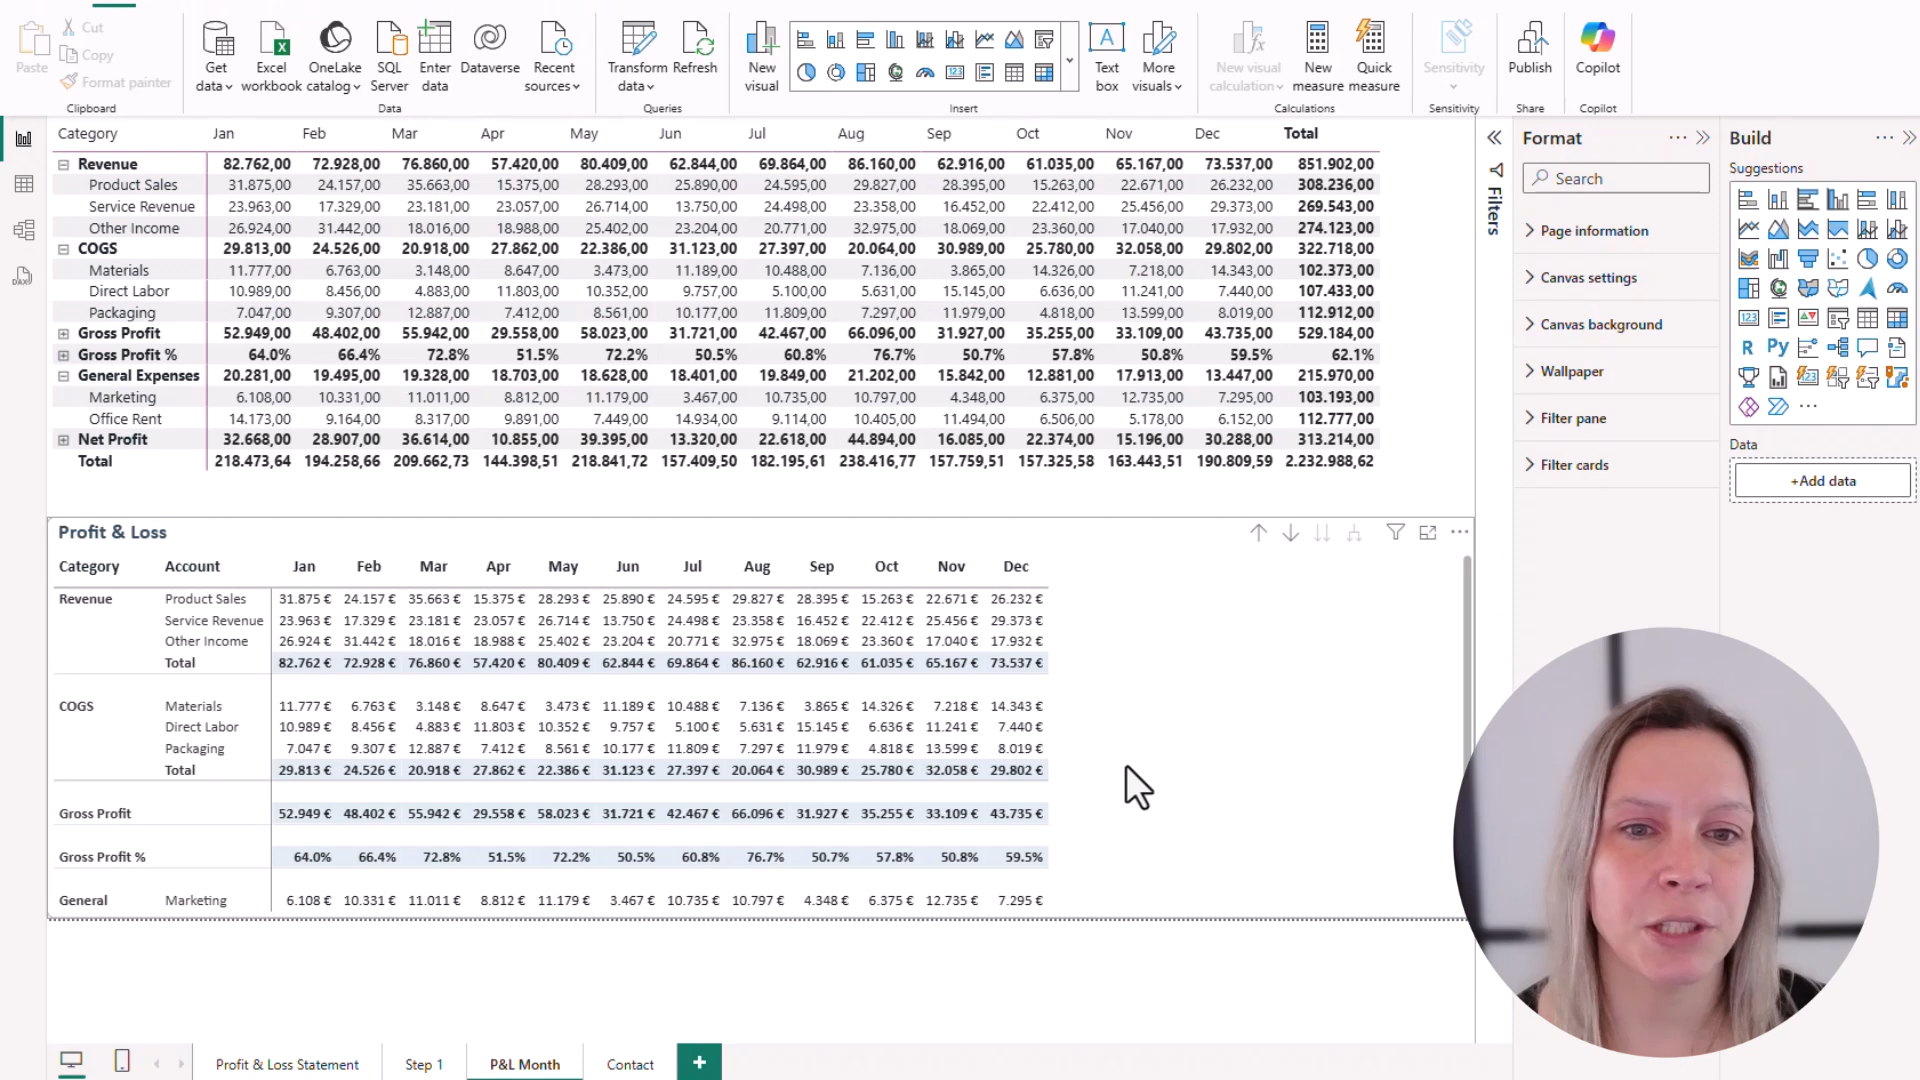 Paste
Cut
Copy
Format painter
Clipboard
Get data
Excel workbook
OneLake catalog
SQL Server
Enter data
Dataverse
Recent sources
Data
Transform data
Refresh
Queries
New visual
Text box
More visuals
Insert
New visual calculation
New measure
Quick measure
Calculations
Sensitivity
Sensitivity
Publish
Share
Copilot
Copilot
Category Jan Feb Mar Apr May Jun Jul Aug Sep Oct Nov Dec Total
Revenue 82.762,00 72.928,00 76.860,00 57.420,00 80.409,00 62.844,00 69.864,00 86.160,00 62.916,00 61.035,00 65.167,00 73.537,00 851.902,00
Product Sales 31.875,00 24.157,00 35.663,00 15.375,00 28.293,00 25.890,00 24.595,00 29.827,00 28.395,00 15.263,00 22.671,00 26.232,00 308.236,00
Service Revenue 23.963,00 17.329,00 23.181,00 23.057,00 26.714,00 13.750,00 24.498,00 23.358,00 16.452,00 22.412,00 25.456,00 29.373,00 269.543,00
Other Income 26.924,00 31.442,00 18.016,00 18.988,00 25.402,00 23.204,00 20.771,00 32.975,00 18.069,00 23.360,00 17.040,00 17.932,00 274.123,00
COGS 29.813,00 24.526,00 20.918,00 27.862,00 22.386,00 31.123,00 27.397,00 20.064,00 30.989,00 25.780,00 32.058,00 29.802,00 322.718,00
Materials 11.777,00 6.763,00 3.148,00 8.647,00 3.473,00 11.189,00 10.488,00 7.136,00 3.865,00 14.326,00 7.218,00 14.343,00 102.373,00
Direct Labor 10.989,00 8.456,00 4.883,00 11.803,00 10.352,00 9.757,00 5.100,00 5.631,00 15.145,00 6.636,00 11.241,00 7.440,00 107.433,00
Packaging 7.047,00 9.307,00 12.887,00 7.412,00 8.561,00 10.177,00 11.809,00 7.297,00 11.979,00 4.818,00 13.599,00 8.019,00 112.912,00
Gross Profit 52.949,00 48.402,00 55.942,00 29.558,00 58.023,00 31.721,00 42.467,00 66.096,00 31.927,00 35.255,00 33.109,00 43.735,00 529.184,00
Gross Profit % 64.0% 66.4% 72.8% 51.5% 72.2% 50.5% 60.8% 76.7% 50.7% 57.8% 50.8% 59.5% 62.1%
General Expenses 20.281,00 19.495,00 19.328,00 18.703,00 18.628,00 18.401,00 19.849,00 21.202,00 15.842,00 12.881,00 17.913,00 13.447,00 215.970,00
Marketing 6.108,00 10.331,00 11.011,00 8.812,00 11.179,00 3.467,00 10.735,00 10.797,00 4.348,00 6.375,00 12.735,00 7.295,00 103.193,00
Office Rent 14.173,00 9.164,00 8.317,00 9.891,00 7.449,00 14.934,00 9.114,00 10.405,00 11.494,00 6.506,00 5.178,00 6.152,00 112.777,00
Net Profit 32.668,00 28.907,00 36.614,00 10.855,00 39.395,00 13.320,00 22.618,00 44.894,00 16.085,00 22.374,00 15.196,00 30.288,00 313.214,00
Total 218.473,64 194.258,66 209.662,73 144.398,51 218.841,72 157.409,50 182.195,61 238.416,77 157.759,51 157.325,58 163.443,51 190.809,59 2.232.988,62
Profit & Loss
Category Account Jan Feb Mar Apr May Jun Jul Aug Sep Oct Nov Dec
Revenue Product Sales 31.875 € 24.157 € 35.663 € 15.375 € 28.293 € 25.890 € 24.595 € 29.827 € 28.395 € 15.263 € 22.671 € 26.232 €
Service Revenue 23.963 € 17.329 € 23.181 € 23.057 € 26.714 € 13.750 € 24.498 € 23.358 € 16.452 € 22.412 € 25.456 € 29.373 €
Other Income 26.924 € 31.442 € 18.016 € 18.988 € 25.402 € 23.204 € 20.771 € 32.975 € 18.069 € 23.360 € 17.040 € 17.932 €
Total 82.762 € 72.928 € 76.860 € 57.420 € 80.409 € 62.844 € 69.864 € 86.160 € 62.916 € 61.035 € 65.167 € 73.537 €
COGS Materials 11.777 € 6.763 € 3.148 € 8.647 € 3.473 € 11.189 € 10.488 € 7.136 € 3.865 € 14.326 € 7.218 € 14.343 €
Direct Labor 10.989 € 8.456 € 4.883 € 11.803 € 10.352 € 9.757 € 5.100 € 5.631 € 15.145 € 6.636 € 11.241 € 7.440 €
Packaging 7.047 € 9.307 € 12.887 € 7.412 € 8.561 € 10.177 € 11.809 € 7.297 € 11.979 € 4.818 € 13.599 € 8.019 €
Total 29.813 € 24.526 € 20.918 € 27.862 € 22.386 € 31.123 € 27.397 € 20.064 € 30.989 € 25.780 € 32.058 € 29.802 €
Gross Profit 52.949 € 48.402 € 55.942 € 29.558 € 58.023 € 31.721 € 42.467 € 66.096 € 31.927 € 35.255 € 33.109 € 43.735 €
Gross Profit % 64.0% 66.4% 72.8% 51.5% 72.2% 50.5% 60.8% 76.7% 50.7% 57.8% 50.8% 59.5%
General Marketing 6.108 € 10.331 € 11.011 € 8.812 € 11.179 € 3.467 € 10.735 € 10.797 € 4.348 € 6.375 € 12.735 € 7.295 €
Filters
Format
Search
Page information
Canvas settings
Canvas background
Wallpaper
Filter pane
Filter cards
Build
Suggestions
R Py
Data
+Add data
Profit & Loss Statement
Step 1
P&L Month
Contact